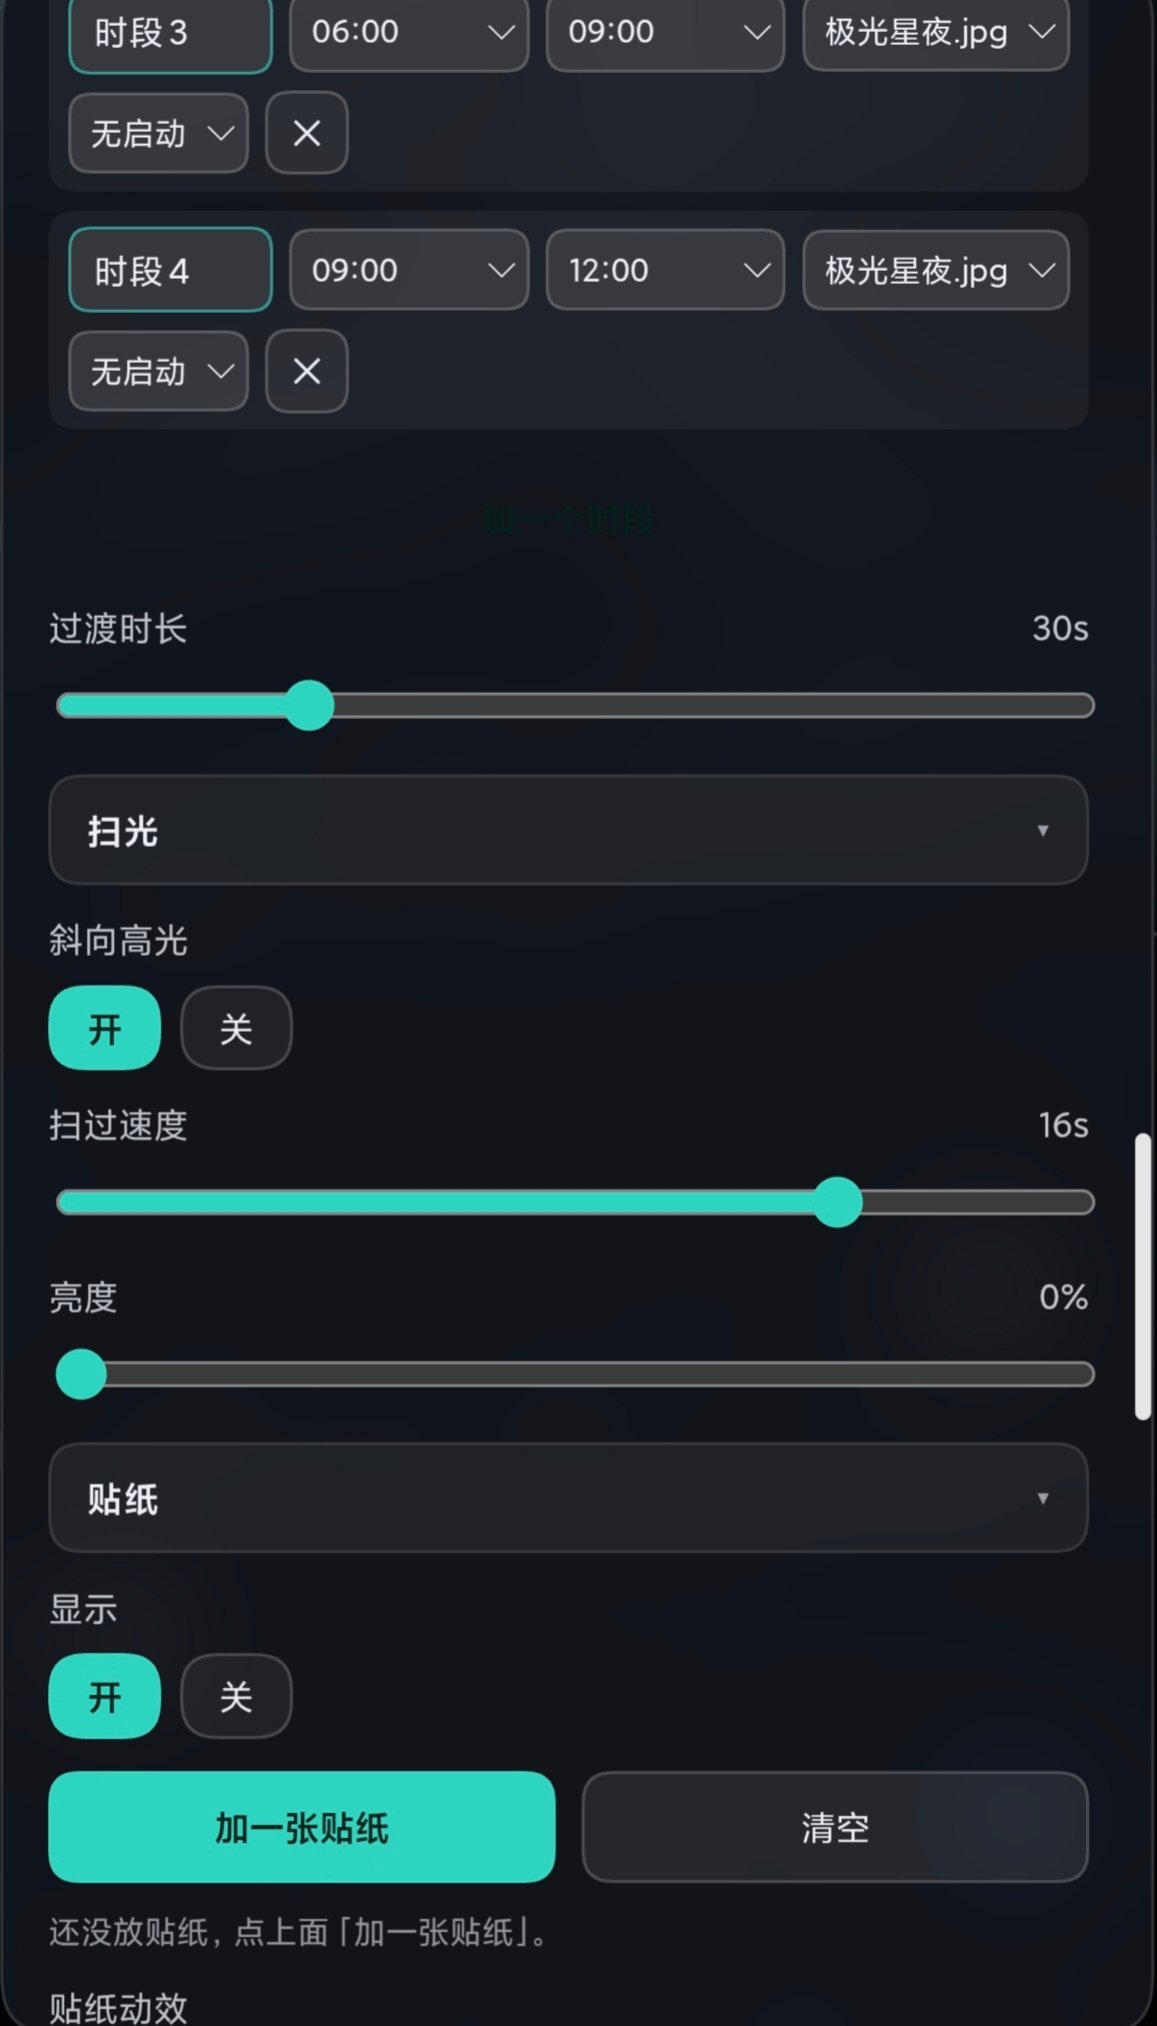 时段3 06:00 09:00 极光星夜.jpg
无启动
时段4 09:00 12:00 极光星夜.jpg
无启动
加一个时段
过渡时长 30s
扫光
斜向高光
开 关
扫过速度 16s
亮度 0%
贴纸
显示
开 关
加一张贴纸 清空
还没放贴纸，点上面「加一张贴纸」。
贴纸动效